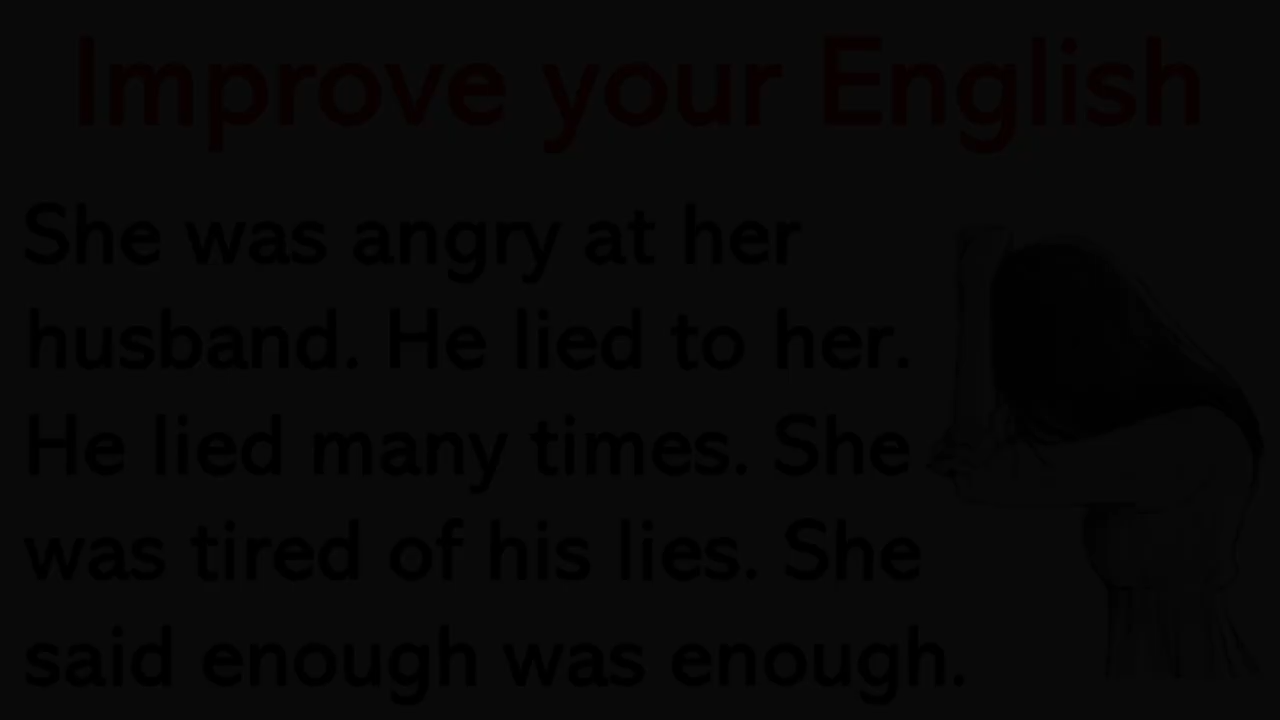 Improve your English
She was angry at her
husband. He lied to her.
He lied many times. She
was tired of his lies. She
said enough was enough.